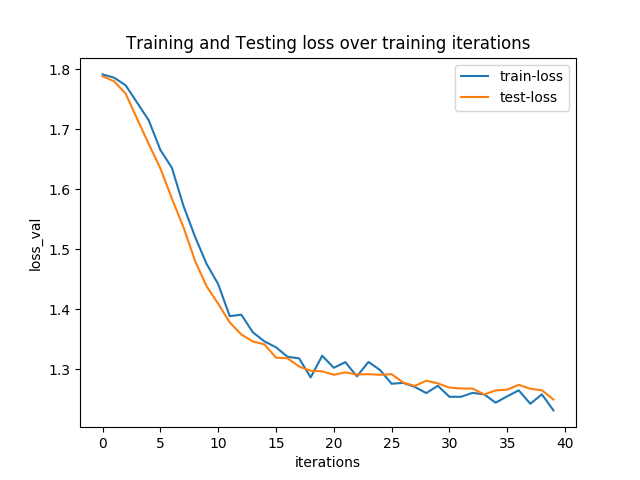 Training and Testing loss over training iterations
train-loss
test-loss
loss_val
1.8
1.7
1.6
1.5
1.4
1.3
0 5 10 15 20 25 30 35 40
iterations